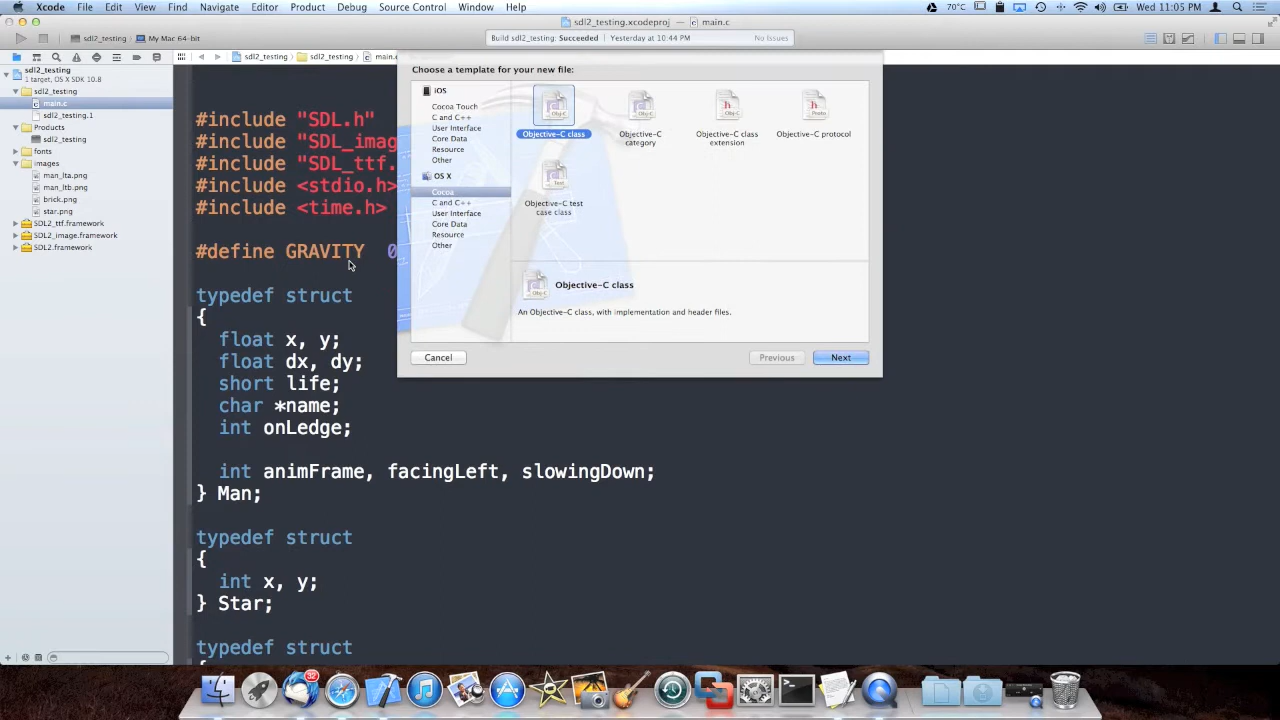 Xcode File Edit View Find Navigate Editor Product Debug Source Control Window Help 70°C Wed 11:05 PM
sdl2_testing.xcodeproj — main.c
sdl2_testing My Mac 64-bit
Build sdl2_testing: Succeeded Yesterday at 10:44 PM No Issues
sdl2_testing sdl2_testing main.c
sdl2_testing
1 target, OS X SDK 10.8
sdl2_testing
main.c
sdl2_testing.1
Products
sdl2_testing
fonts
images
man_lta.png
man_ltb.png
brick.png
star.png
SDL2_ttf.framework
SDL2_image.framework
SDL2.framework
#include "SDL.h"
#include "SDL_imag
#include "SDL_ttf.
#include <stdio.h>
#include <time.h>
#define GRAVITY 0
typedef struct
{
float x, y;
float dx, dy;
short life;
char *name;
int onLedge;
int animFrame, facingLeft, slowingDown;
} Man;
typedef struct
{
int x, y;
} Star;
typedef struct
{
Choose a template for your new file:
iOS
Cocoa Touch
C and C++
User Interface
Core Data
Resource
Other
OS X
Cocoa
C and C++
User Interface
Core Data
Resource
Other
Objective-C class
Objective-C category
Objective-C class extension
Objective-C protocol
Objective-C test case class
Objective-C class
An Objective-C class, with implementation and header files.
Cancel
Previous
Next
32